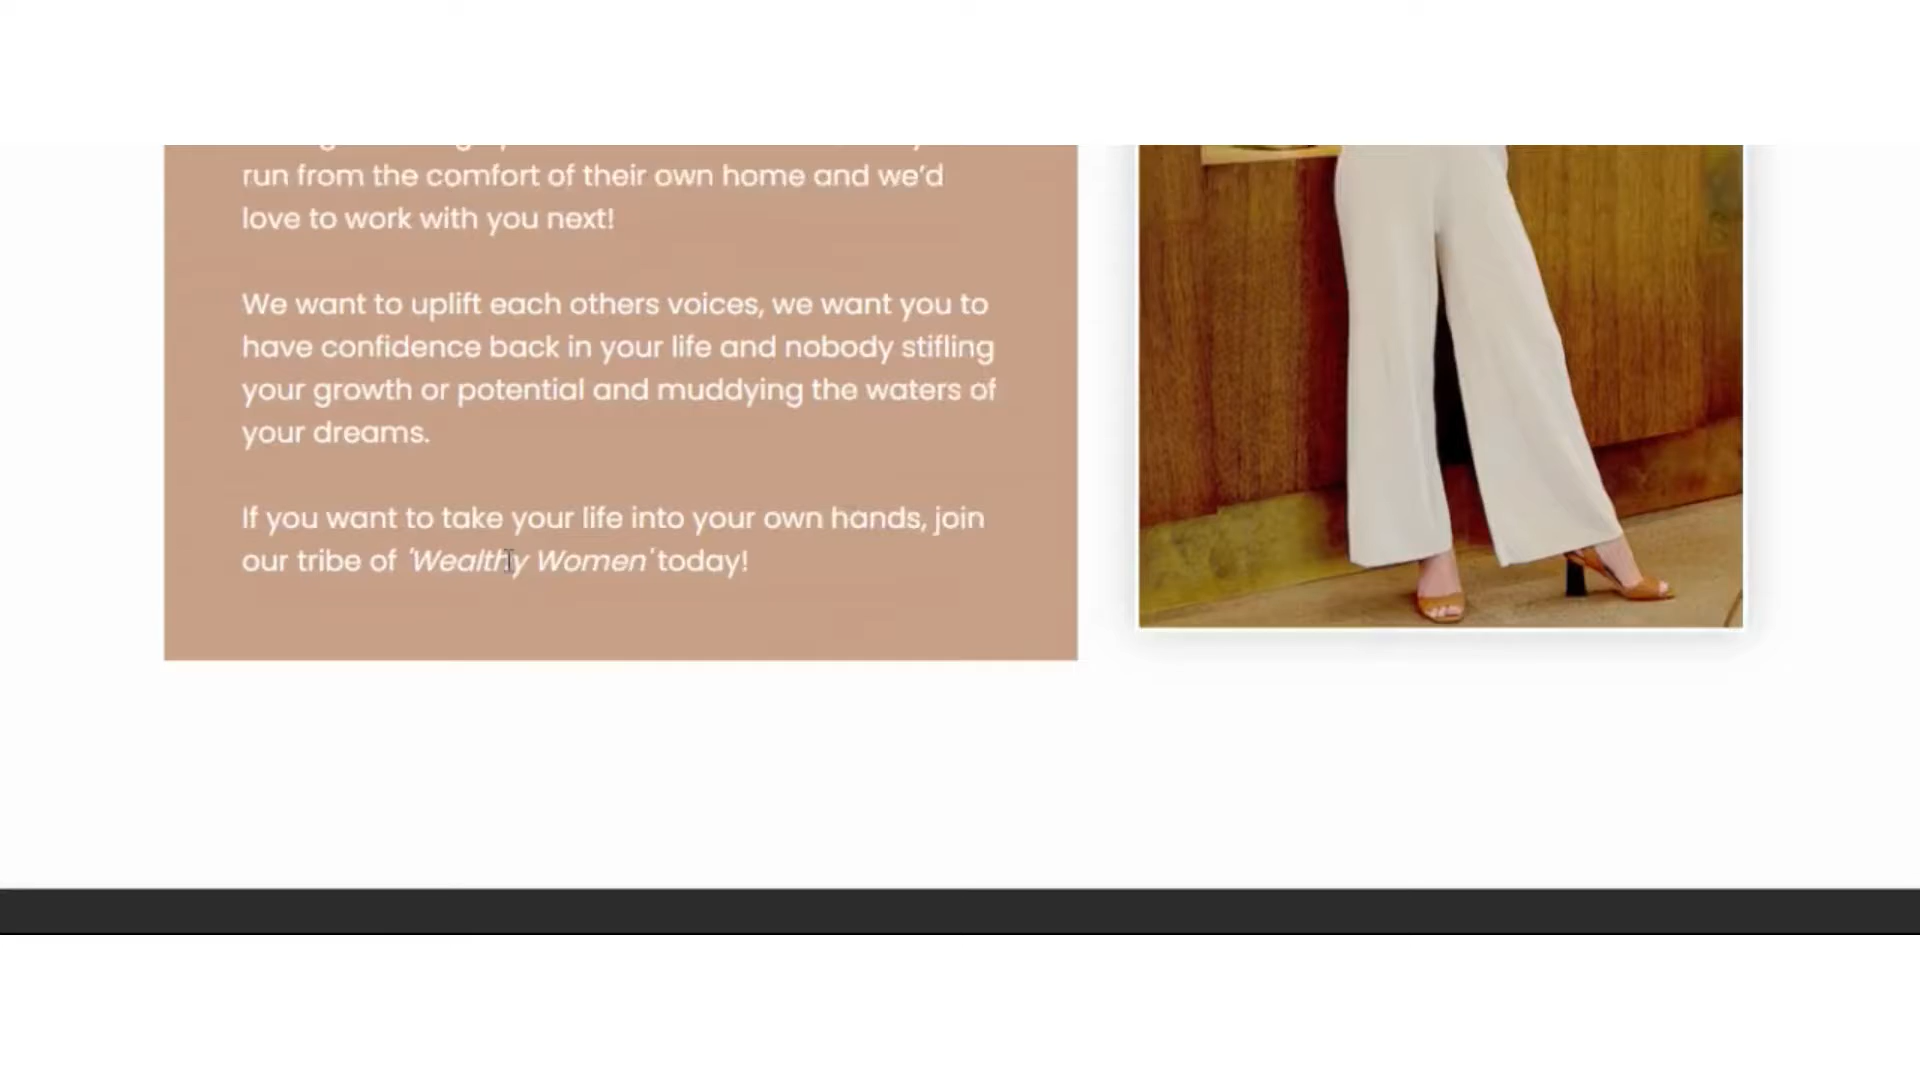 run from the comfort of their own home and we'd
love to work with you next!
We want to uplift each others voices, we want you to
have confidence back in your life and nobody stifling
your growth or potential and muddying the waters of
your dreams.
If you want to take your life into your own hands, join
our tribe of 'Wealthy Women' today!